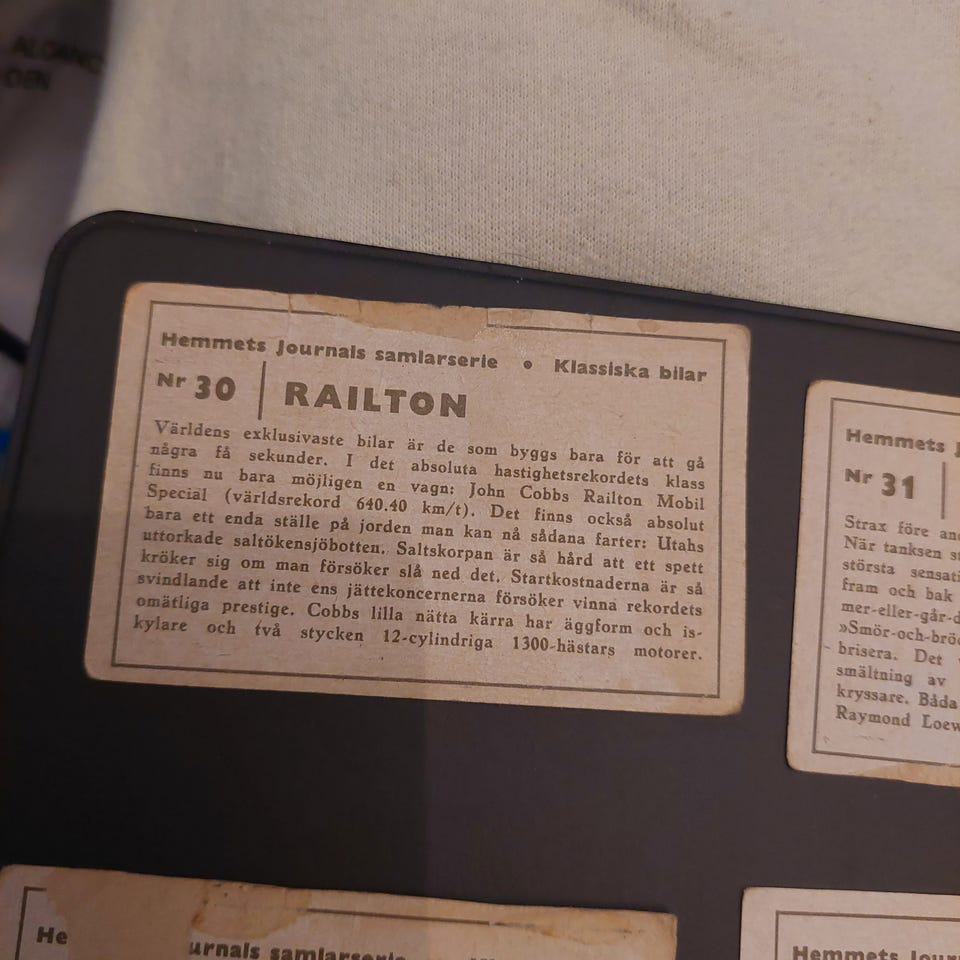 Hemmets Journals samlarserie • Klassiska bilar
Nr 30 RAILTON
Världens exklusivaste bilar är de som byggs bara för att gå
några få sekunder. I det absoluta hastighetsrekordets klass
finns nu bara möjligen en vagn: John Cobbs Railton Mobil
Special (världsrekord 640.40 km/t). Det finns också absolut
bara ett enda ställe på jorden man kan nå sådana farter: Utahs
uttorkade saltökensjöbotten. Saltskorpan är så hård att ett spett
kröker sig om man försöker slå ned det. Startkostnaderna är så
svindlande att inte ens jättekoncernerna försöker vinna rekordets
omätliga prestige. Cobbs lilla nätta kärra har äggform och is-
kylare och två stycken 12-cylindriga 1300-hästars motorer.
Hemmets J
Nr 31
Strax före an
När tanksen s
största sensati
fram och bak
mer-eller-går-d
»Smör-och-brö
brisera. Det
smältning av
kryssare. Båda
Raymond Loew
He urnals samlarserie
Hemmets Jour